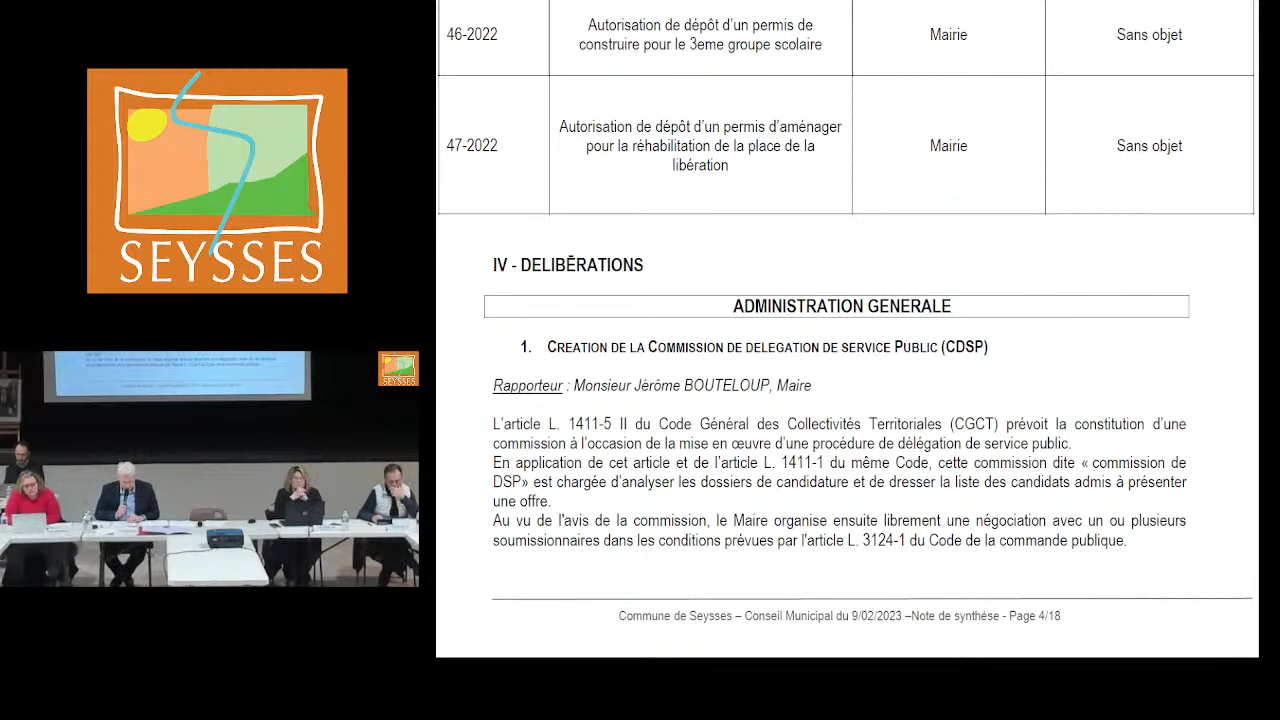 SEYSSES
SEYSSES
46-2022
Autorisation de dépôt d'un permis de
construire pour le 3eme groupe scolaire
Mairie
Sans objet
47-2022
Autorisation de dépôt d'un permis d'aménager
pour la réhabilitation de la place de la
libération
Mairie
Sans objet
IV - DELIBĒRATIONS
ADMINISTRATION GENERALE
1. CREATION DE LA COMMISSION DE DELEGATION DE SERVICE PUBLIC (CDSP)
Rapporteur : Monsieur Jérôme BOUTELOUP, Maire
L'article L. 1411-5 II du Code Général des Collectivités Territoriales (CGCT) prévoit la constitution d'une
commission à l'occasion de la mise en œuvre d'une procédure de délégation de service public.
En application de cet article et de l'article L. 1411-1 du même Code, cette commission dite « commission de
DSP» est chargée d'analyser les dossiers de candidature et de dresser la liste des candidats admis à présenter
une offre.
Au vu de l'avis de la commission, le Maire organise ensuite librement une négociation avec un ou plusieurs
soumissionnaires dans les conditions prévues par l'article L. 3124-1 du Code de la commande publique.
Commune de Seysses – Conseil Municipal du 9/02/2023 –Note de synthèse - Page 4/18